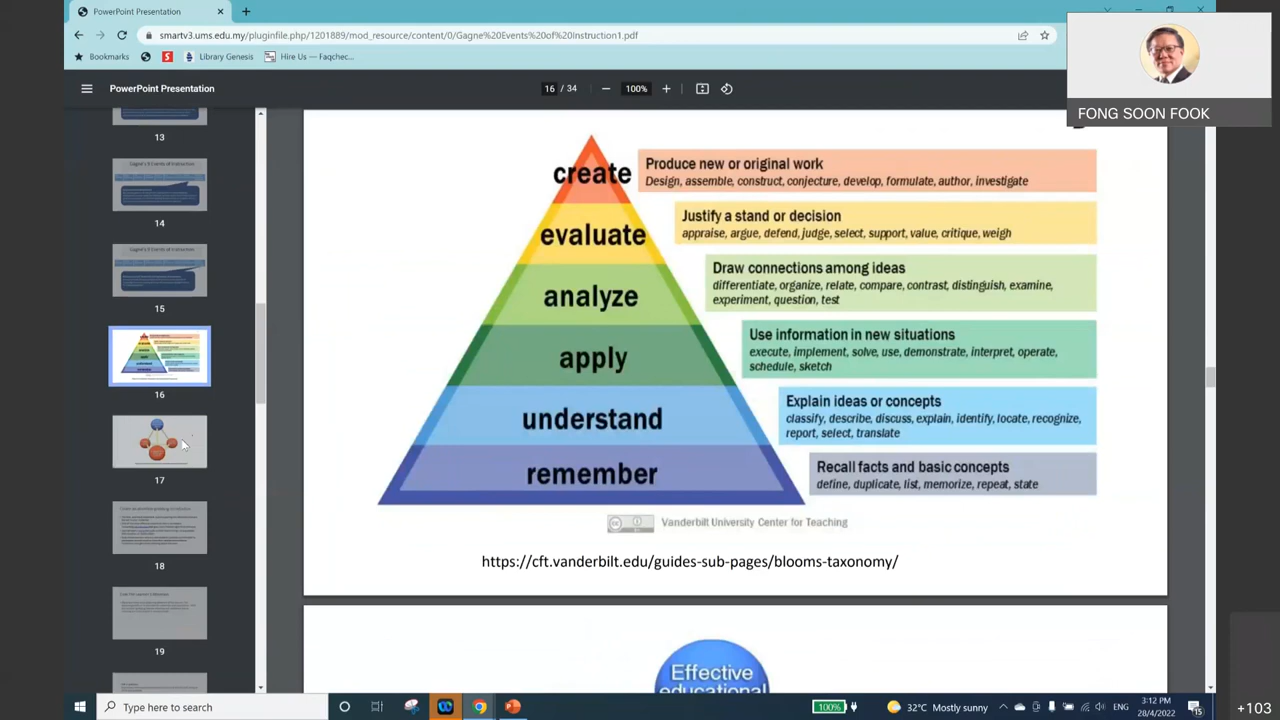 PowerPoint Presentation
smartv3.ums.edu.my/pluginfile.php/1201889/mod_resource/content/0/Gagne%20Events%20of%20Instruction1.pdf
Bookmarks
Library Genesis
Hire Us — Faqchec...
FONG SOON FOOK
PowerPoint Presentation
16 / 34
100%
13
14
15
16
17
18
19
create
Produce new or original work
Design, assemble, construct, conjecture, develop, formulate, author, investigate
evaluate
Justify a stand or decision
appraise, argue, defend, judge, select, support, value, critique, weigh
analyze
Draw connections among ideas
differentiate, organize, relate, compare, contrast, distinguish, examine,
experiment, question, test
apply
Use information in new situations
execute, implement, solve, use, demonstrate, interpret, operate,
schedule, sketch
understand
Explain ideas or concepts
classify, describe, discuss, explain, identify, locate, recognize,
report, select, translate
remember
Recall facts and basic concepts
define, duplicate, list, memorize, repeat, state
Vanderbilt University Center for Teaching
https://cft.vanderbilt.edu/guides-sub-pages/blooms-taxonomy/
Effective
educational
Type here to search
100%
32°C Mostly sunny
ENG
3:12 PM
28/4/2022
15
+103